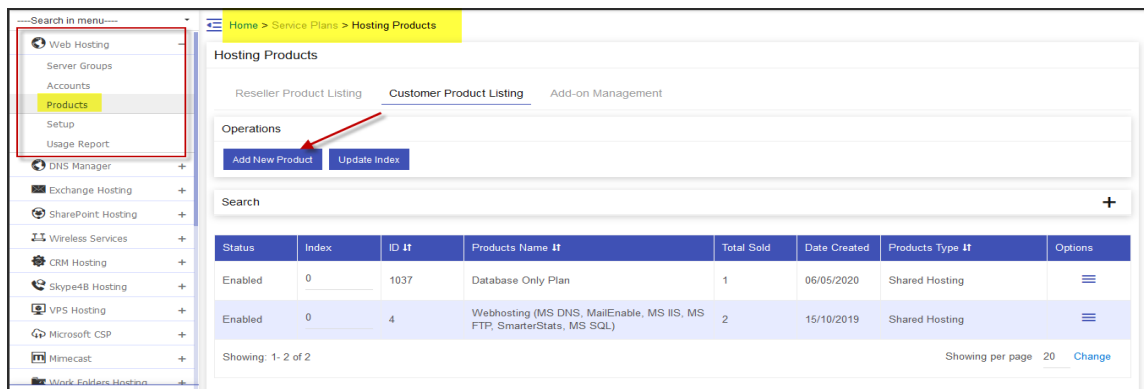 ----Search in menu----
Web Hosting
Server Groups
Accounts
Products
Setup
Usage Report
DNS Manager
Exchange Hosting
SharePoint Hosting
Wireless Services
CRM Hosting
Skype4B Hosting
VPS Hosting
Microsoft CSP
Mimecast
Work Folders Hosting
Home > Service Plans > Hosting Products
Hosting Products
Reseller Product Listing Customer Product Listing Add-on Management
Operations
Add New Product Update Index
Search
Status Index ID Products Name Total Sold Date Created Products Type Options
Enabled 0 1037 Database Only Plan 1 06/05/2020 Shared Hosting
Enabled 0 4 Webhosting (MS DNS, MailEnable, MS IIS, MS
FTP, SmarterStats, MS SQL) 2 15/10/2019 Shared Hosting
Showing: 1- 2 of 2 Showing per page 20 Change